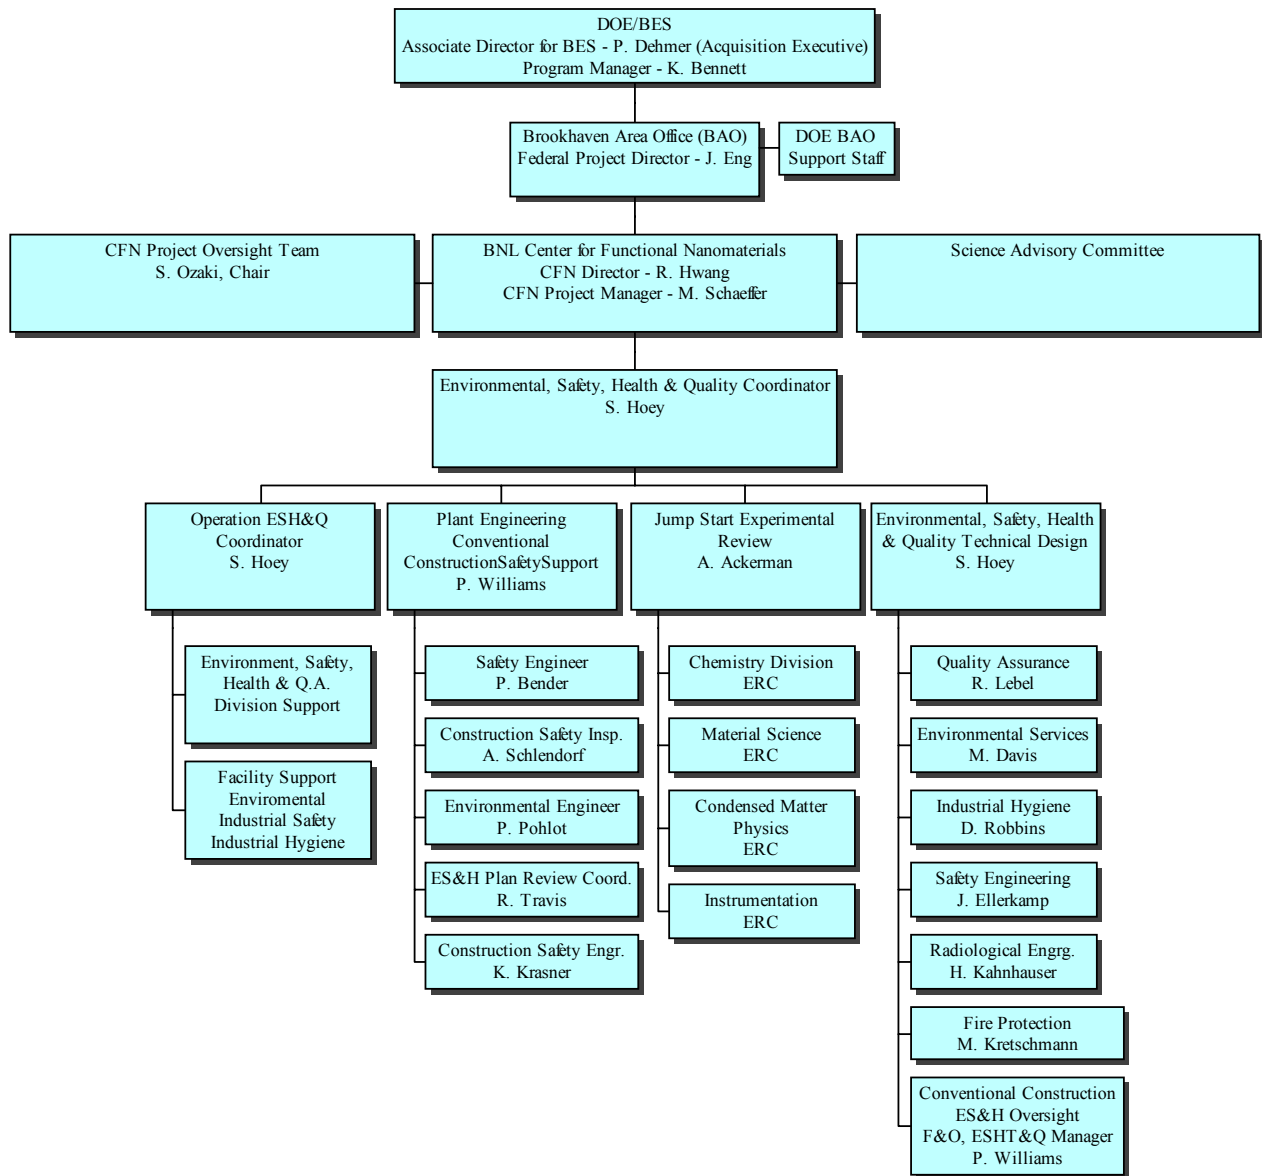 DOE/BES
Associate Director for BES - P. Dehmer (Acquisition Executive)
Program Manager - K. Bennett
Brookhaven Area Office (BAO)
Federal Project Director - J. Eng
DOE BAO
Support Staff
CFN Project Oversight Team
S. Ozaki, Chair
BNL Center for Functional Nanomaterials
CFN Director - R. Hwang
CFN Project Manager - M. Schaeffer
Science Advisory Committee
Environmental, Safety, Health & Quality Coordinator
S. Hoey
Operation ESH&Q
Coordinator
S. Hoey
Environment, Safety,
Health & Q.A.
Division Support
Facility Support
Enviromental
Industrial Safety
Industrial Hygiene
Plant Engineering
Conventional
ConstructionSafetySupport
P. Williams
Safety Engineer
P. Bender
Construction Safety Insp.
A. Schlendorf
Environmental Engineer
P. Pohlot
ES&H Plan Review Coord.
R. Travis
Construction Safety Engr.
K. Krasner
Jump Start Experimental
Review
A. Ackerman
Chemistry Division
ERC
Material Science
ERC
Condensed Matter
Physics
ERC
Instrumentation
ERC
Environmental, Safety, Health
& Quality Technical Design
S. Hoey
Quality Assurance
R. Lebel
Environmental Services
M. Davis
Industrial Hygiene
D. Robbins
Safety Engineering
J. Ellerkamp
Radiological Engrg.
H. Kahnhauser
Fire Protection
M. Kretschmann
Conventional Construction
ES&H Oversight
F&O, ESHT&Q Manager
P. Williams